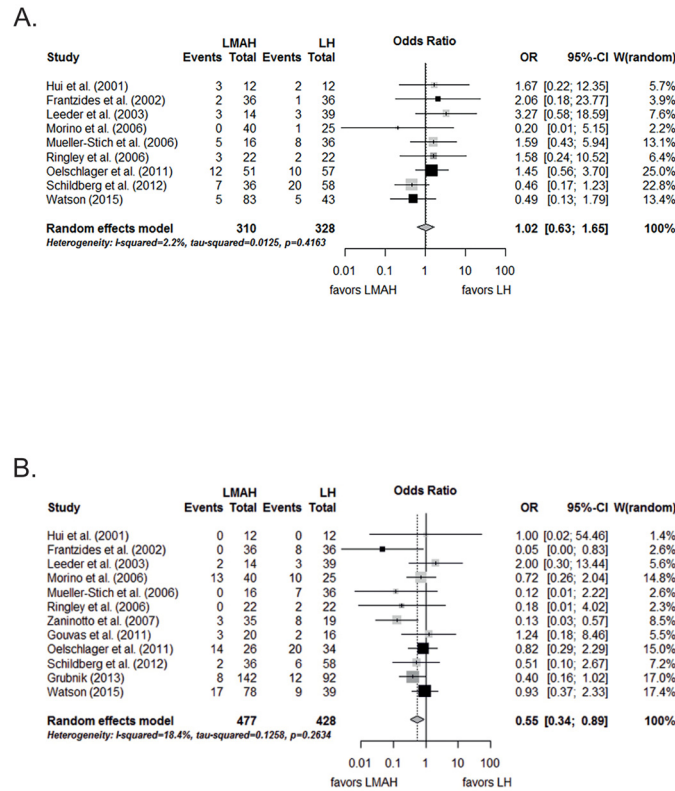 A.
LMAH LH Odds Ratio
Study Events Total Events Total OR 95%-CI W(random)
Hui et al. (2001) 3 12 2 12 1.67 [0.22; 12.35] 5.7%
Frantzides et al. (2002) 2 36 1 36 2.06 [0.18; 23.77] 3.9%
Leeder et al. (2003) 3 14 3 39 3.27 [0.58; 18.59] 7.6%
Morino et al. (2006) 0 40 1 25 0.20 [0.01; 5.15] 2.2%
Mueller-Stich et al. (2006) 5 16 8 36 1.59 [0.43; 5.94] 13.1%
Ringley et al. (2006) 3 22 2 22 1.58 [0.24; 10.52] 6.4%
Oelschlager et al. (2011) 12 51 10 57 1.45 [0.56; 3.70] 25.0%
Schildberg et al. (2012) 7 36 20 58 0.46 [0.17; 1.23] 22.8%
Watson (2015) 5 83 5 43 0.49 [0.13; 1.79] 13.4%
Random effects model 310 328 1.02 [0.63; 1.65] 100%
Heterogeneity: I-squared=2.2%, tau-squared=0.0125, p=0.4163
0.01 0.1 1 10 100
favors LMAH favors LH
B.
LMAH LH Odds Ratio
Study Events Total Events Total OR 95%-CI W(random)
Hui et al. (2001) 0 12 0 12 1.00 [0.02; 54.46] 1.4%
Frantzides et al. (2002) 0 36 8 36 0.05 [0.00; 0.83] 2.6%
Leeder et al. (2003) 2 14 3 39 2.00 [0.30; 13.44] 5.6%
Morino et al. (2006) 13 40 10 25 0.72 [0.26; 2.04] 14.8%
Mueller-Stich et al. (2006) 0 16 7 36 0.12 [0.01; 2.22] 2.6%
Ringley et al. (2006) 0 22 2 22 0.18 [0.01; 4.02] 2.3%
Zaninotto et al. (2007) 3 35 8 19 0.13 [0.03; 0.57] 8.5%
Gouvas et al. (2011) 3 20 2 16 1.24 [0.18; 8.46] 5.5%
Oelschlager et al. (2011) 14 26 20 34 0.82 [0.29; 2.29] 15.0%
Schildberg et al. (2012) 2 36 6 58 0.51 [0.10; 2.67] 7.2%
Grubnik (2013) 8 142 12 92 0.40 [0.16; 1.02] 17.0%
Watson (2015) 17 78 9 39 0.93 [0.37; 2.33] 17.4%
Random effects model 477 428 0.55 [0.34; 0.89] 100%
Heterogeneity: I-squared=18.4%, tau-squared=0.1258, p=0.2634
0.01 0.1 1 10 100
favors LMAH favors LH